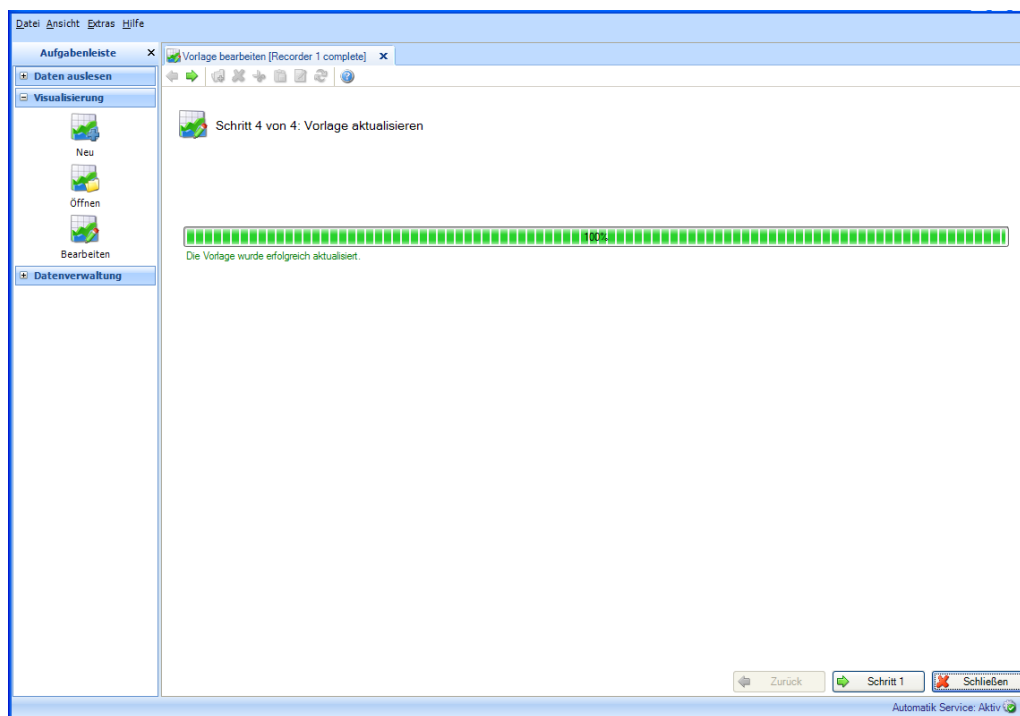 Datei Ansicht Extras Hilfe
Aufgabenleiste
Vorlage bearbeiten [Recorder 1 complete]
Daten auslesen
Visualisierung
Neu
Öffnen
Bearbeiten
Datenverwaltung
Schritt 4 von 4: Vorlage aktualisieren
100%
Die Vorlage wurde erfolgreich aktualisiert.
Zurück
Schritt 1
Schließen
Automatik Service: Aktiv